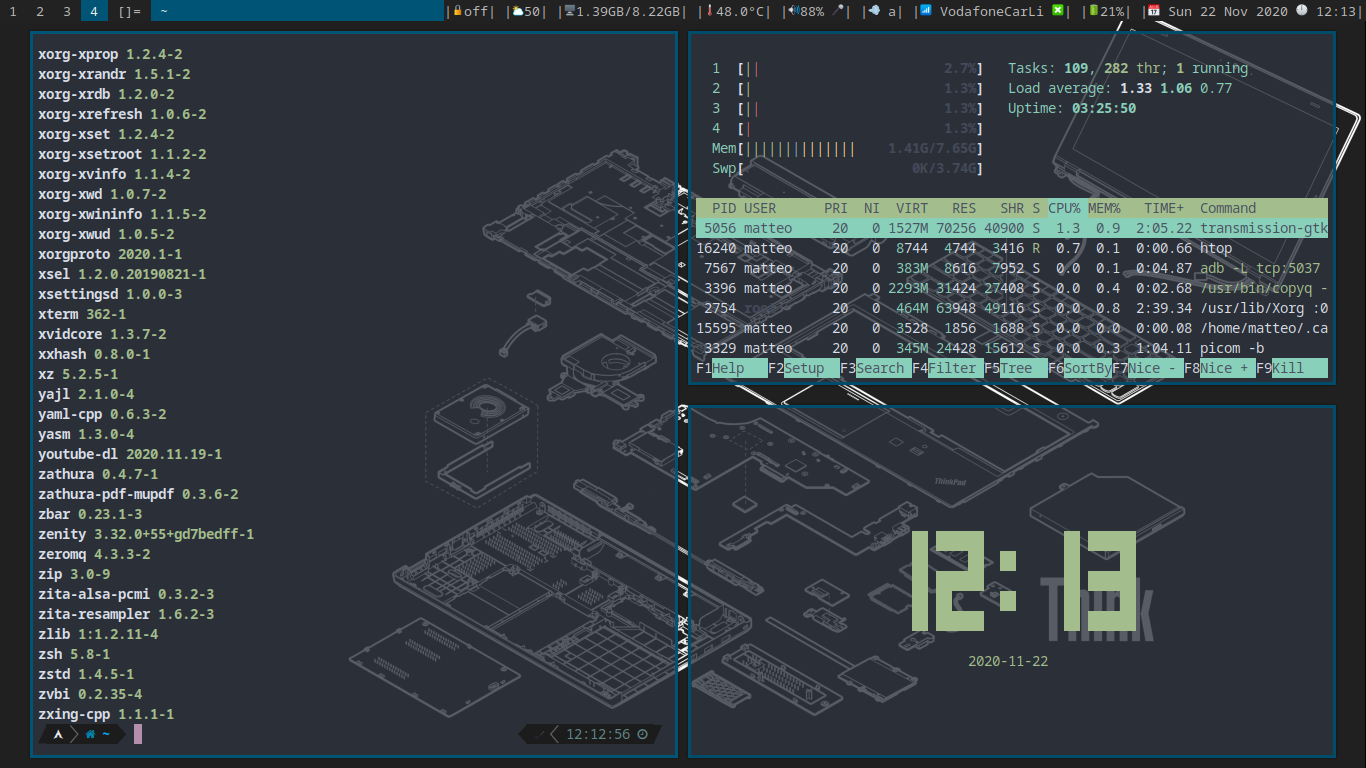 1 2 3 4 []= ~ |🔒off| |⛅50| |🖥1.39GB/8.22GB| |🌡48.0°C| |🔊88% 🎤| |💨 a| |📶 VodafoneCarLi ❎| |🔋21%| |📅 Sun 22 Nov 2020 🕛 12:13|
xorg-xprop 1.2.4-2
xorg-xrandr 1.5.1-2
xorg-xrdb 1.2.0-2
xorg-xrefresh 1.0.6-2
xorg-xset 1.2.4-2
xorg-xsetroot 1.1.2-2
xorg-xvinfo 1.1.4-2
xorg-xwd 1.0.7-2
xorg-xwininfo 1.1.5-2
xorg-xwud 1.0.5-2
xorgproto 2020.1-1
xsel 1.2.0.20190821-1
xsettingsd 1.0.0-3
xterm 362-1
xvidcore 1.3.7-2
xxhash 0.8.0-1
xz 5.2.5-1
yajl 2.1.0-4
yaml-cpp 0.6.3-2
yasm 1.3.0-4
youtube-dl 2020.11.19-1
zathura 0.4.7-1
zathura-pdf-mupdf 0.3.6-2
zbar 0.23.1-3
zenity 3.32.0+55+gd7bedff-1
zeromq 4.3.3-2
zip 3.0-9
zita-alsa-pcmi 0.3.2-3
zita-resampler 1.6.2-3
zlib 1:1.2.11-4
zsh 5.8-1
zstd 1.4.5-1
zvbi 0.2.35-4
zxing-cpp 1.1.1-1
~ 12:12:56
1 [|| 2.7%] Tasks: 109, 282 thr; 1 running
2 [| 1.3%] Load average: 1.33 1.06 0.77
3 [|| 1.3%] Uptime: 03:25:50
4 [| 1.3%]
Mem[|||||||||||||| 1.41G/7.65G]
Swp[ 0K/3.74G]
PID USER PRI NI VIRT RES SHR S CPU% MEM% TIME+ Command
5056 matteo 20 0 1527M 70256 40900 S 1.3 0.9 2:05.22 transmission-gtk
16240 matteo 20 0 8744 4744 3416 R 0.7 0.1 0:00.66 htop
7567 matteo 20 0 383M 8616 7952 S 0.0 0.1 0:04.87 adb -L tcp:5037
3396 matteo 20 0 2293M 31424 27408 S 0.0 0.4 0:02.68 /usr/bin/copyq -
2754 root 20 0 464M 63948 49116 S 0.0 0.8 2:39.34 /usr/lib/Xorg :0
15595 matteo 20 0 3528 1856 1688 S 0.0 0.0 0:00.08 /home/matteo/.ca
3329 matteo 20 0 345M 24428 15612 S 0.0 0.3 1:04.11 picom -b
F1Help F2Setup F3Search F4Filter F5Tree F6SortByF7Nice - F8Nice + F9Kill
ThinkPad
12:13
Think
2020-11-22